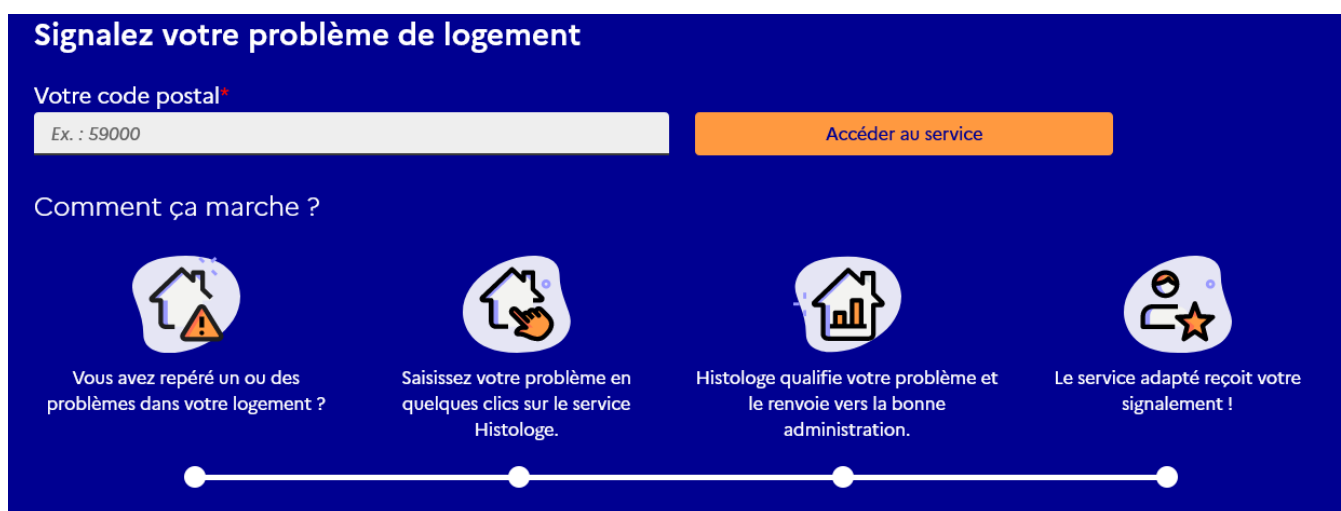 Signalez votre problème de logement
Votre code postal*
Ex. : 59000
Accéder au service
Comment ça marche ?
Vous avez repéré un ou des
problèmes dans votre logement ?
Saisissez votre problème en
quelques clics sur le service
Histologe.
Histologe qualifie votre problème et
le renvoie vers la bonne
administration.
Le service adapté reçoit votre
signalement !